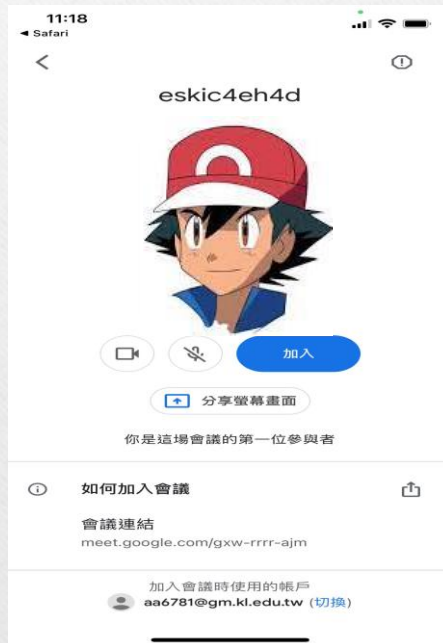 11:18
Safari
eskic4eh4d
加入
分享螢幕畫面
你是這場會議的第一位參與者
如何加入會議
會議連結
meet.google.com/gxw-rrrr-ajm
加入會議時使用的帳戶
aa6781@gm.kl.edu.tw (切換)